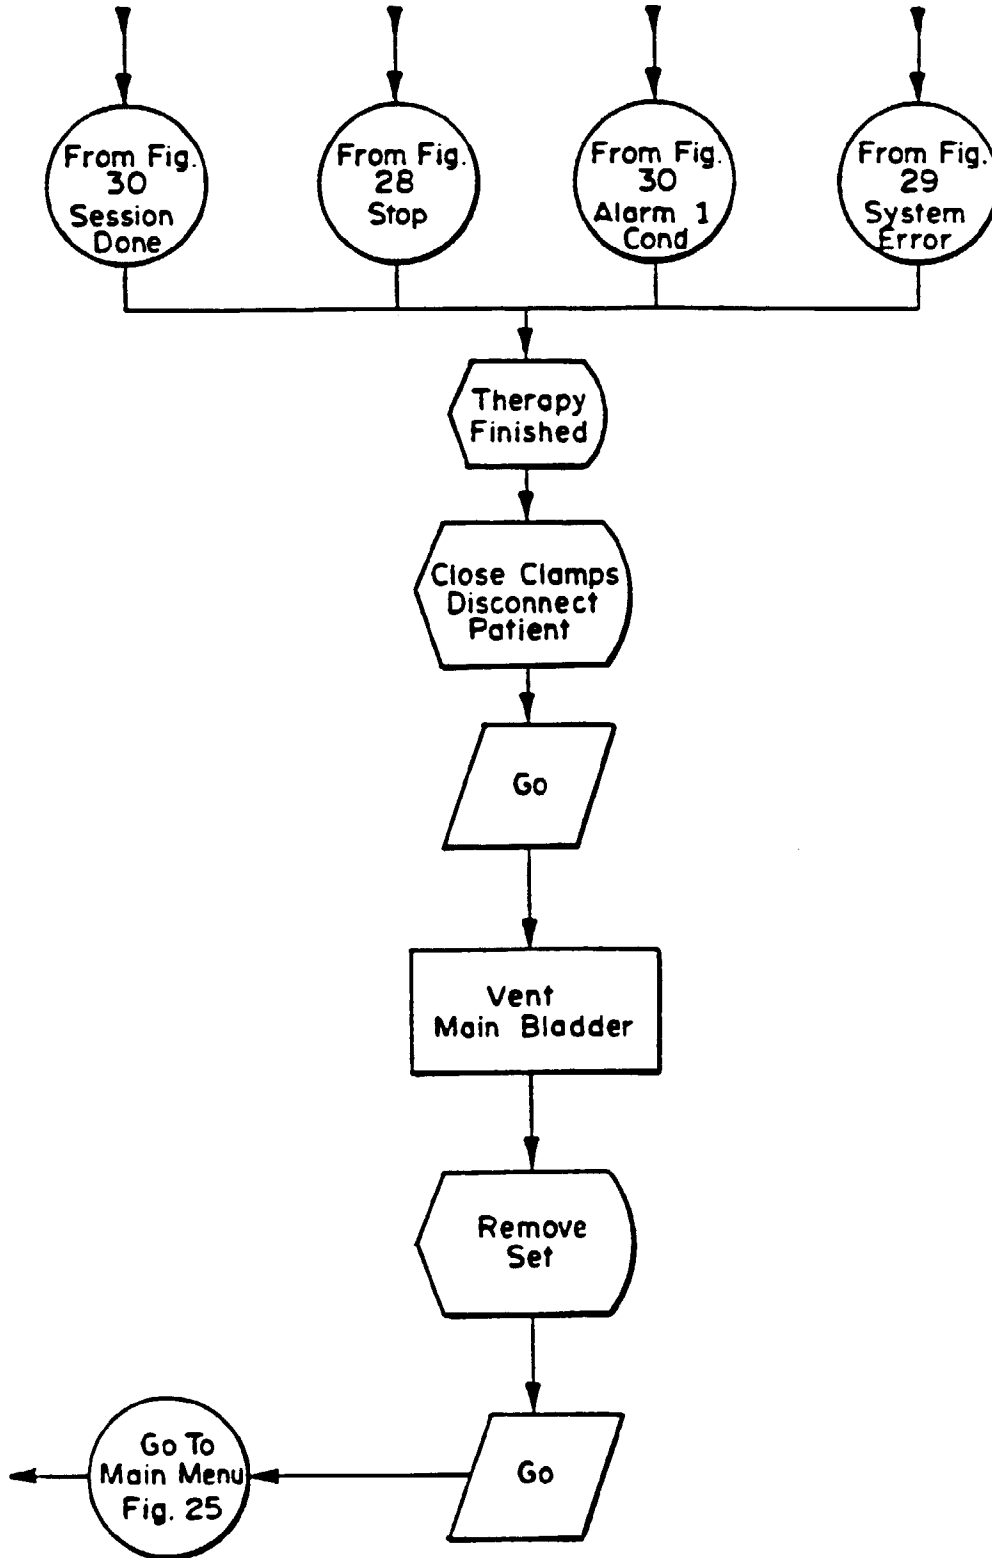 From Fig.
30
Session
Done
From Fig.
28
Stop
From Fig.
30
Alarm 1
Cond
From Fig.
29
System
Error
Therapy
Finished
Close Clamps
Disconnect
Patient
Go
Vent
Main Bladder
Remove
Set
Go
Go To
Main Menu
Fig. 25